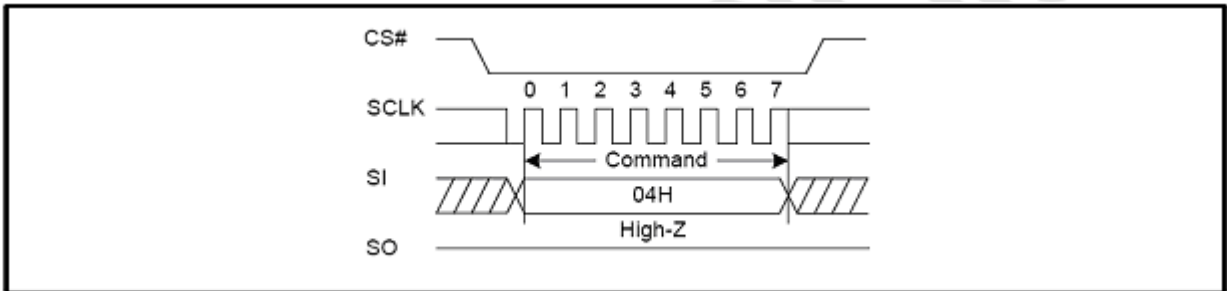 CS#
0 1 2 3 4 5 6 7
SCLK
Command
SI
04H
High-Z
SO